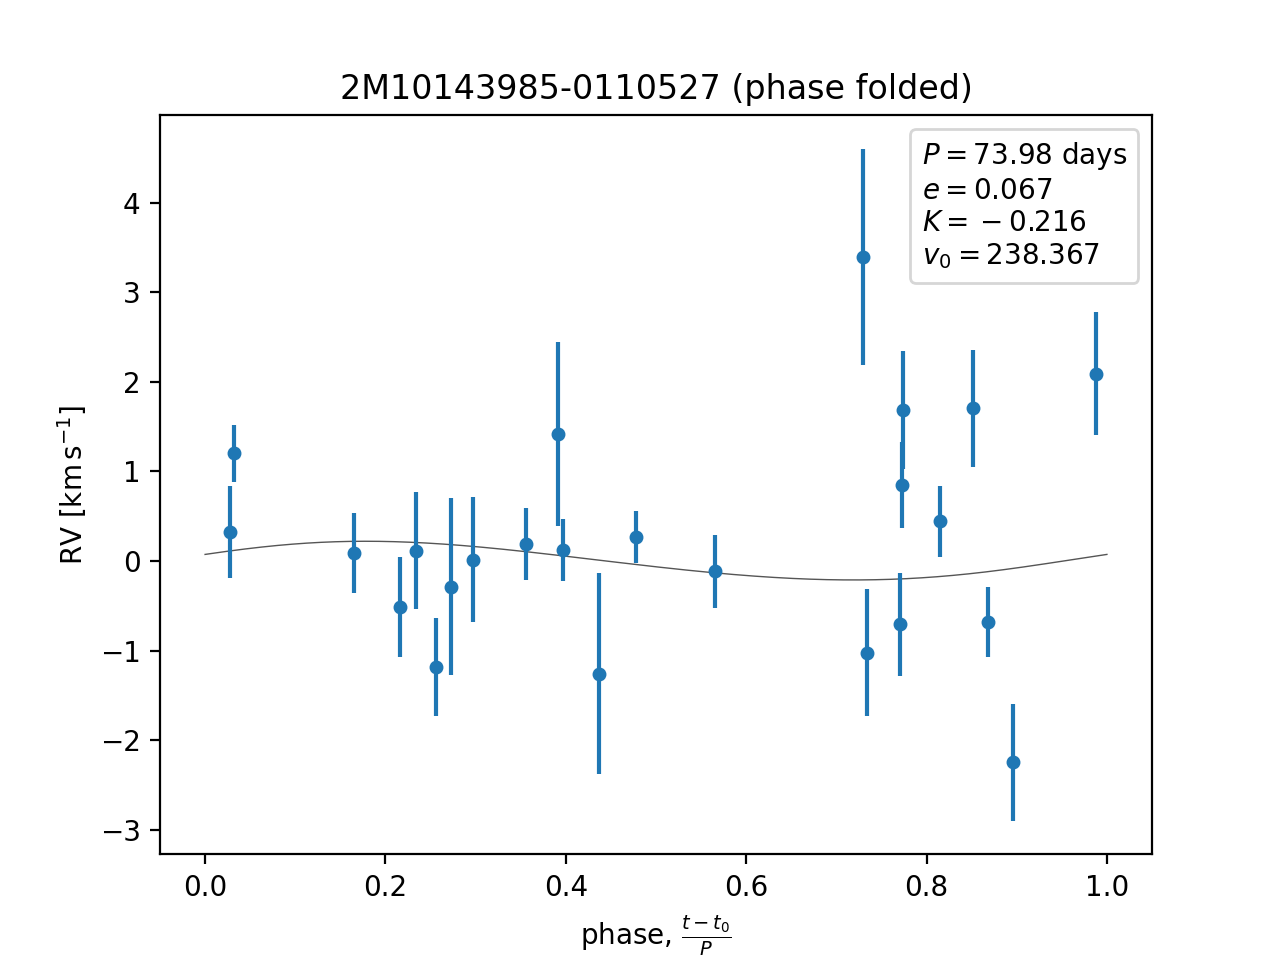 2M10143985-0110527 (phase folded)
P = 73.98 days
e = 0.067
K = −0.216
v₀ = 238.367
4
3
2
1
0
−1
−2
−3
RV [km s⁻¹]
0.0 0.2 0.4 0.6 0.8 1.0
phase, (t − t₀)/P